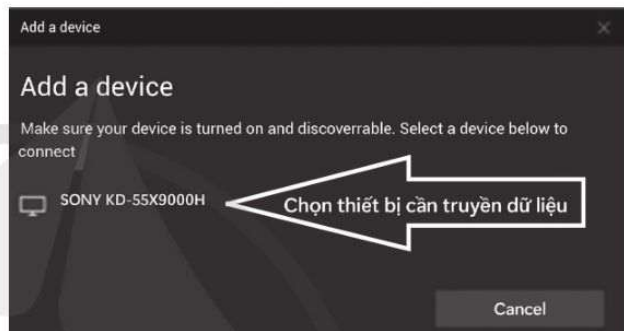 Add a device
Add a device
Make sure your device is turned on and discoverrable. Select a device below to
connect
SONY KD-55X9000H
Chọn thiết bị cần truyền dữ liệu
Cancel